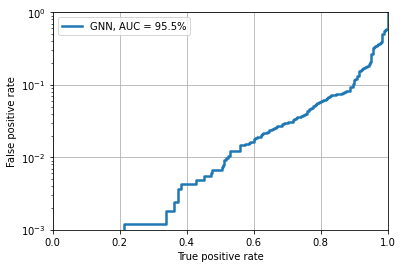 GNN, AUC = 95.5%
False positive rate
10⁰
10⁻¹
10⁻²
10⁻³
0.0 0.2 0.4 0.6 0.8 1.0
True positive rate